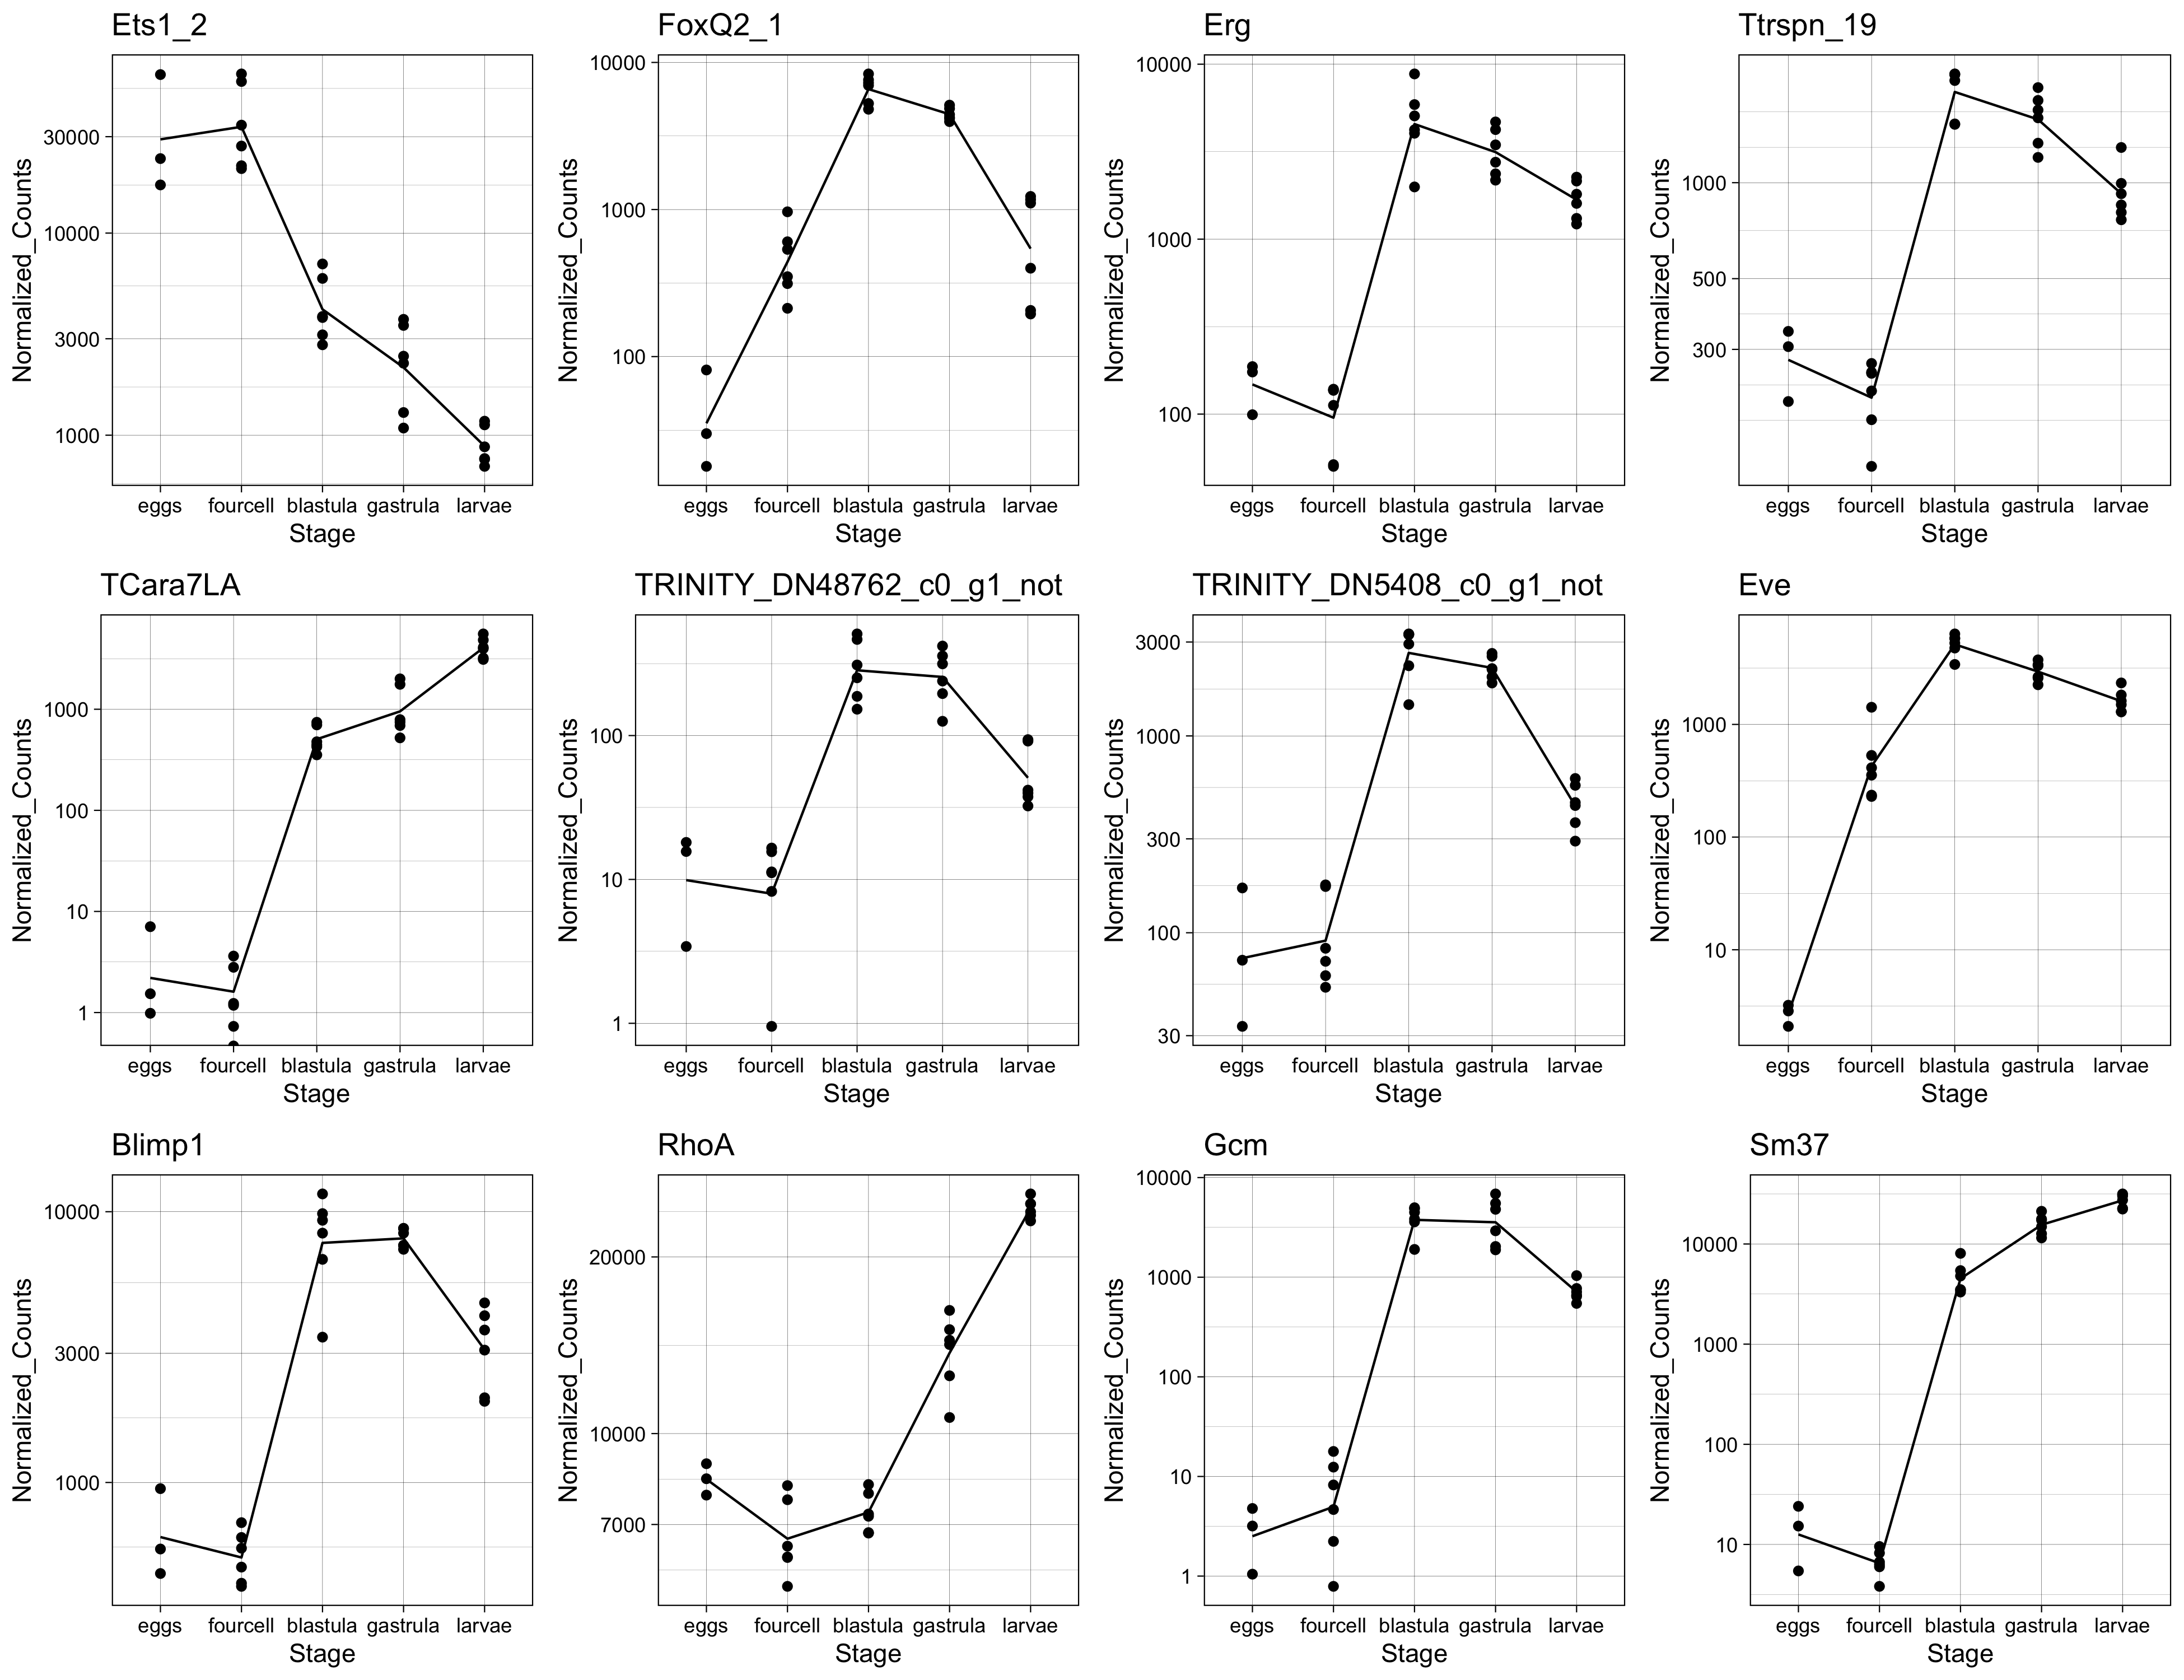 Ets1_2
Normalized_Counts
30000
10000
3000
1000
eggs fourcell blastula gastrula larvae
Stage
FoxQ2_1
Normalized_Counts
10000
1000
100
eggs fourcell blastula gastrula larvae
Stage
Erg
Normalized_Counts
10000
1000
100
eggs fourcell blastula gastrula larvae
Stage
Ttrspn_19
Normalized_Counts
1000
500
300
eggs fourcell blastula gastrula larvae
Stage
TCara7LA
Normalized_Counts
1000
100
10
1
eggs fourcell blastula gastrula larvae
Stage
TRINITY_DN48762_c0_g1_not
Normalized_Counts
100
10
1
eggs fourcell blastula gastrula larvae
Stage
TRINITY_DN5408_c0_g1_not
Normalized_Counts
3000
1000
300
100
30
eggs fourcell blastula gastrula larvae
Stage
Eve
Normalized_Counts
1000
100
10
eggs fourcell blastula gastrula larvae
Stage
Blimp1
Normalized_Counts
10000
3000
1000
eggs fourcell blastula gastrula larvae
Stage
RhoA
Normalized_Counts
20000
10000
7000
eggs fourcell blastula gastrula larvae
Stage
Gcm
Normalized_Counts
10000
1000
100
10
1
eggs fourcell blastula gastrula larvae
Stage
Sm37
Normalized_Counts
10000
1000
100
10
eggs fourcell blastula gastrula larvae
Stage